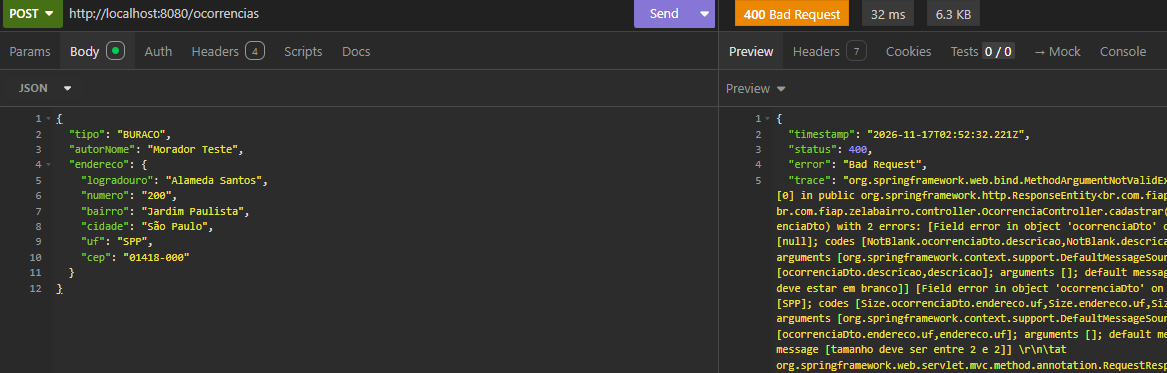 POST http://localhost:8080/ocorrencias Send 400 Bad Request 32 ms 6.3 KB
Params Body Auth Headers 4 Scripts Docs Preview Headers 7 Cookies Tests 0 / 0 → Mock Console
JSON Preview
1 {
2 "tipo": "BURACO",
3 "autorNome": "Morador Teste",
4 "endereco": {
5 "logradouro": "Alameda Santos",
6 "numero": "200",
7 "bairro": "Jardim Paulista",
8 "cidade": "São Paulo",
9 "uf": "SPP",
10 "cep": "01418-000"
11 }
12 }
1 {
2 "timestamp": "2026-11-17T02:52:32.221Z",
3 "status": 400,
4 "error": "Bad Request",
5 "trace": "org.springframework.web.bind.MethodArgumentNotValidEx
[0] in public org.springframework.http.ResponseEntity<br.com.fiap
br.com.fiap.zelabairro.controller.OcorrenciaController.cadastrar(
enciaDto) with 2 errors: [Field error in object 'ocorrenciaDto' o
[null]; codes [NotBlank.ocorrenciaDto.descricao,NotBlank.descrica
arguments [org.springframework.context.support.DefaultMessageSour
[ocorrenciaDto.descricao,descricao]; arguments []; default messag
deve estar em branco]] [Field error in object 'ocorrenciaDto' on
[SPP]; codes [Size.ocorrenciaDto.endereco.uf,Size.endereco.uf,Siz
arguments [org.springframework.context.support.DefaultMessageSour
[ocorrenciaDto.endereco.uf,endereco.uf]; arguments []; default me
message [tamanho deve ser entre 2 e 2]] \r\n\tat
org.springframework.web.servlet.mvc.method.annotation.RequestResp